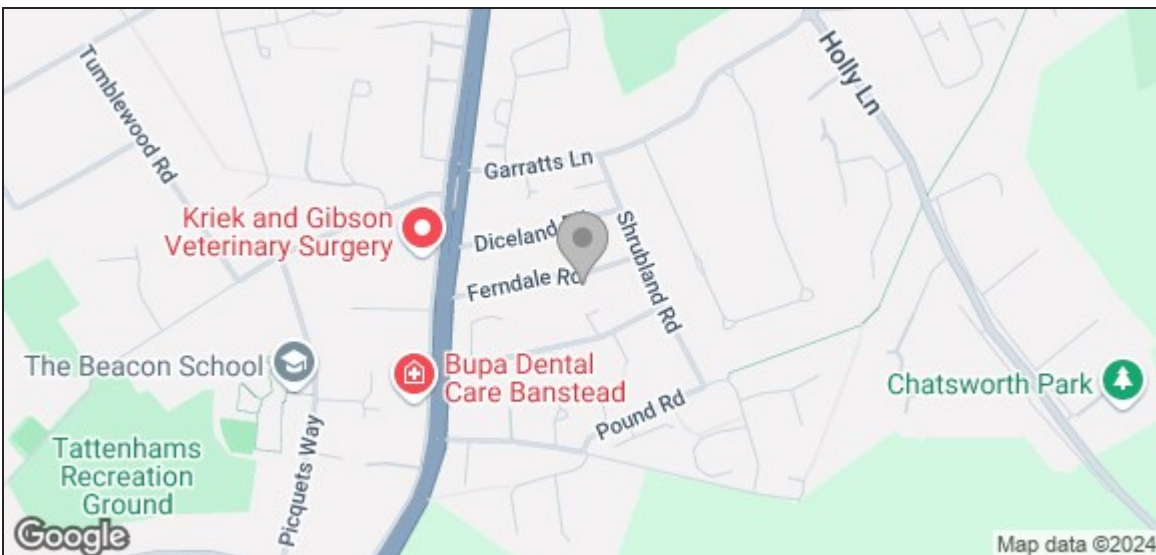 Tumblewood Rd
Holly Ln
Garratts Ln
Kriek and Gibson
Veterinary Surgery
Diceland
Shrubland Rd
Ferndale Rd
The Beacon School
Bupa Dental
Care Banstead
Chatsworth Park
Pound Rd
Tattenhams
Recreation
Ground
Picquets Way
Google
Map data ©2024